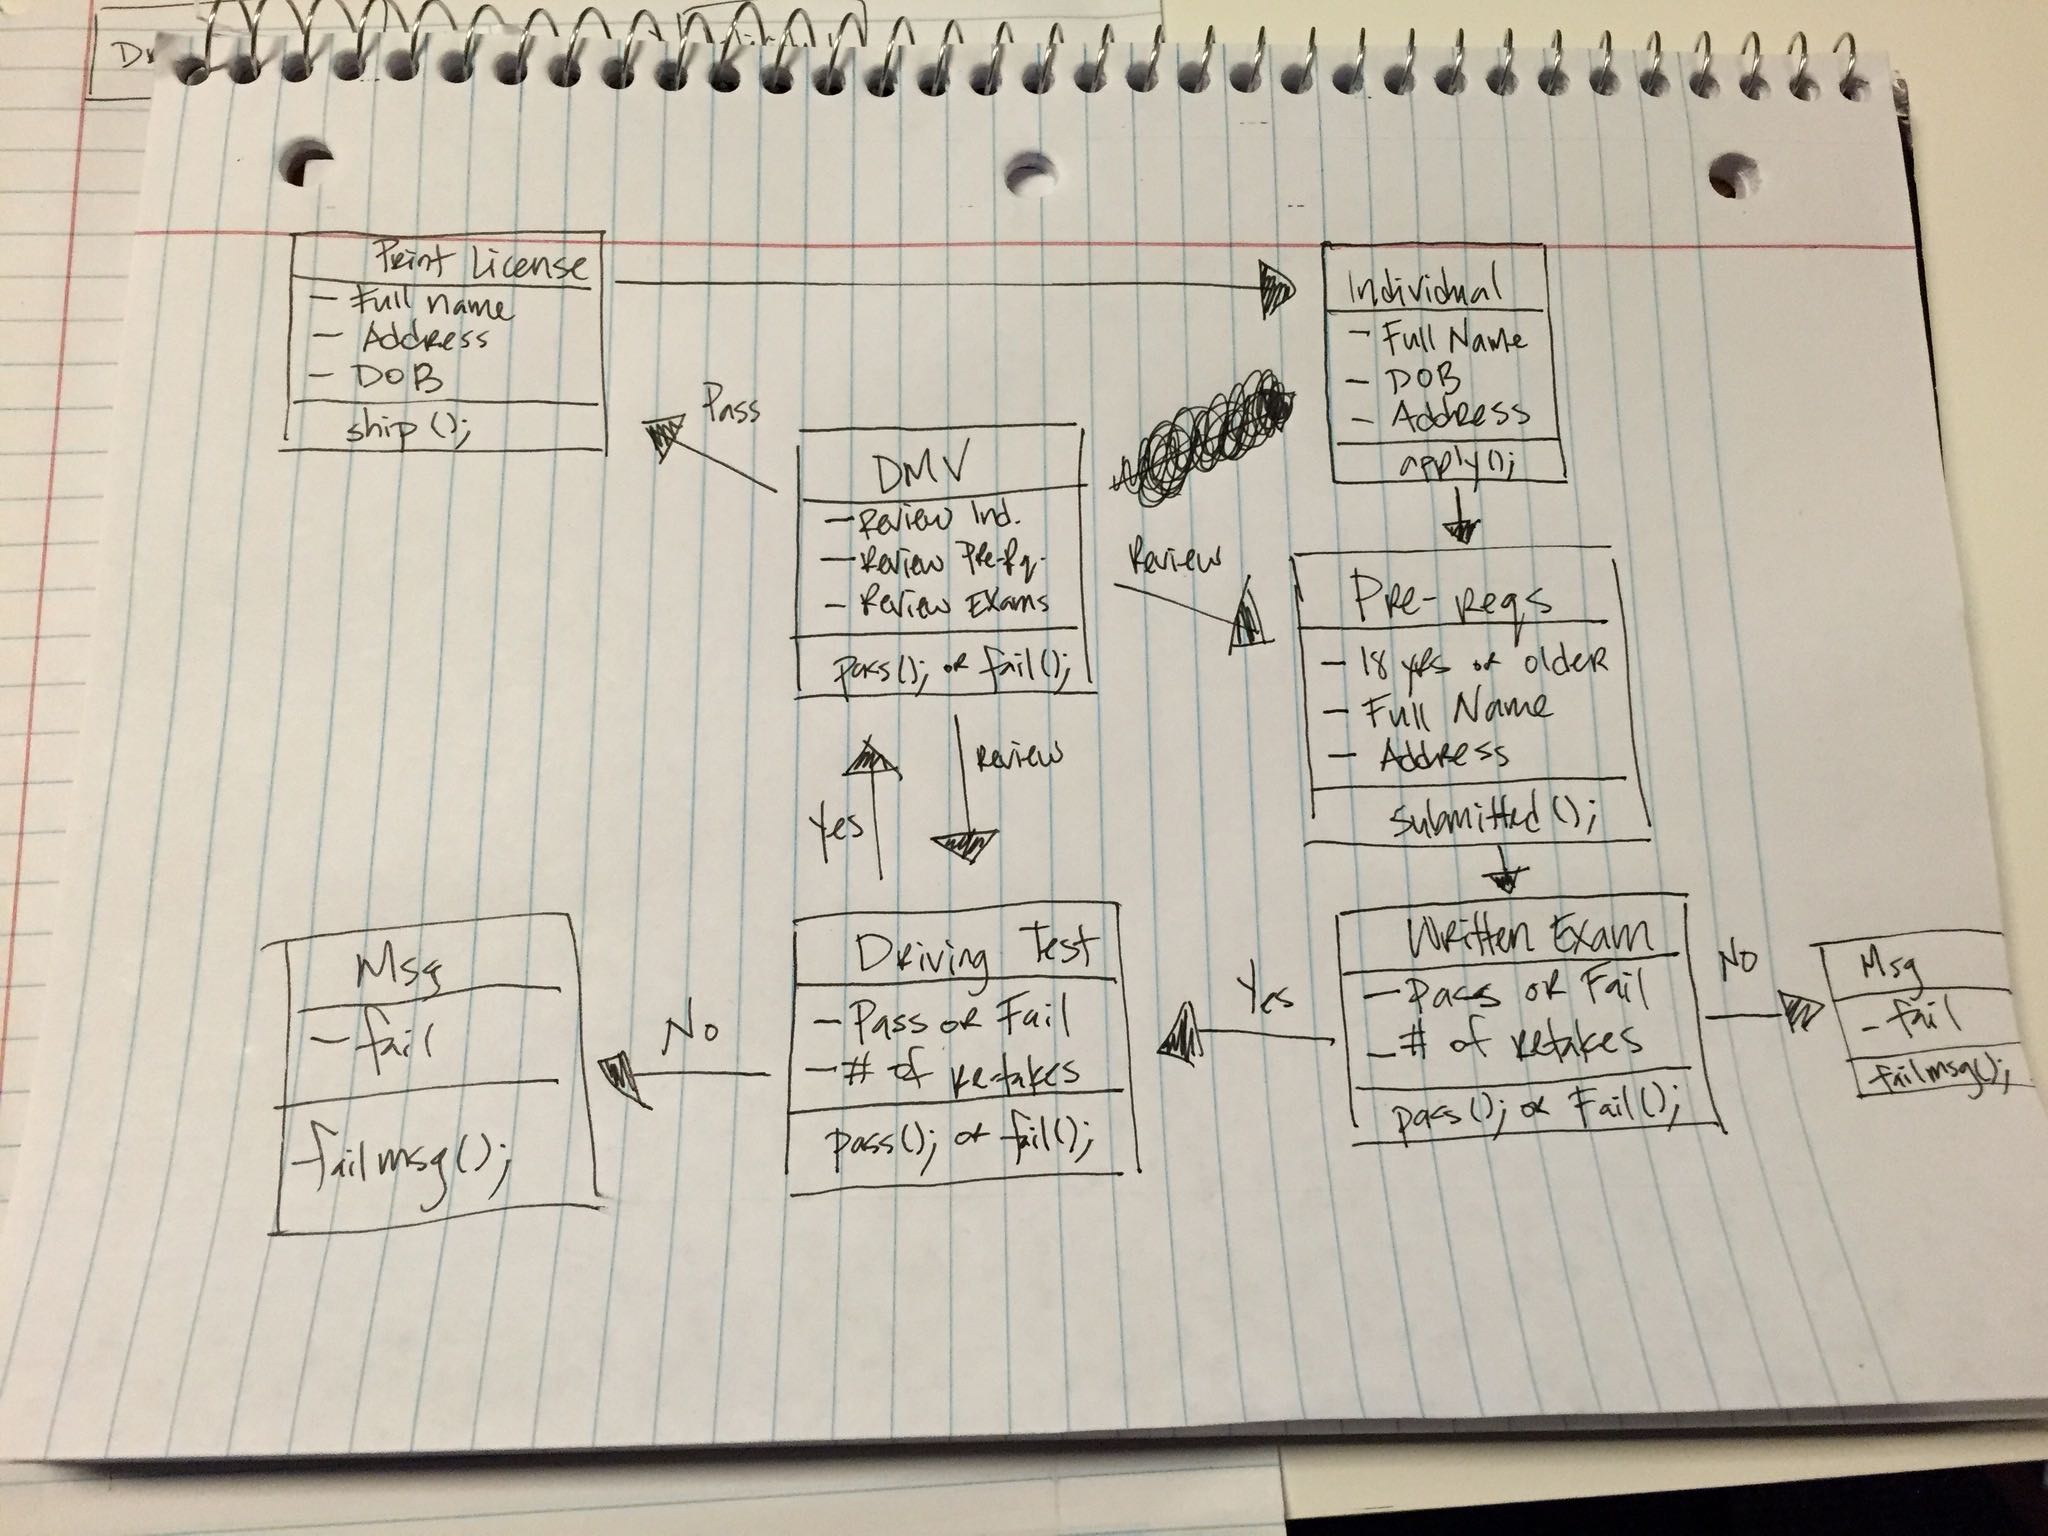 Print License
- Full Name
- Address
- DOB
ship();
Individual
- Full Name
- DOB
- Address
apply();
Pass
DMV
- Review Ind.
- Review Pre-Rq.
- Review Exams
pass(); or fail();
Review
Pre-reqs
- 18 yrs or older
- Full Name
- Address
submitted();
Yes
Review
Msg
- fail
failmsg();
No
Driving Test
- Pass or Fail
- # of retakes
pass(); or fail();
Yes
Written Exam
- Pass or Fail
- # of retakes
pass(); or Fail();
No
Msg
- fail
failmsg();